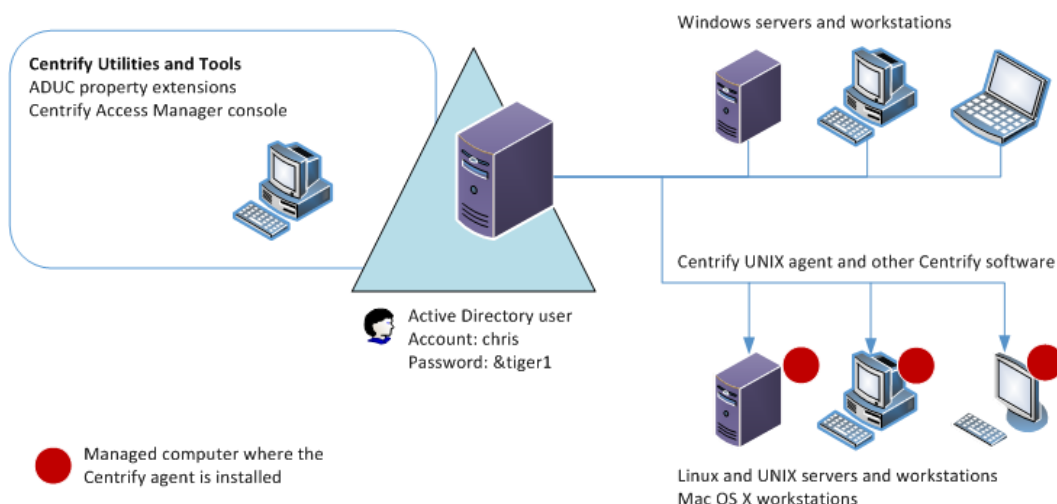 Windows servers and workstations
Centrify Utilities and Tools
ADUC property extensions
Centrify Access Manager console
Centrify UNIX agent and other Centrify software
Active Directory user
Account: chris
Password: &tiger1
Managed computer where the
Centrify agent is installed
Linux and UNIX servers and workstations
Mac OS X workstations